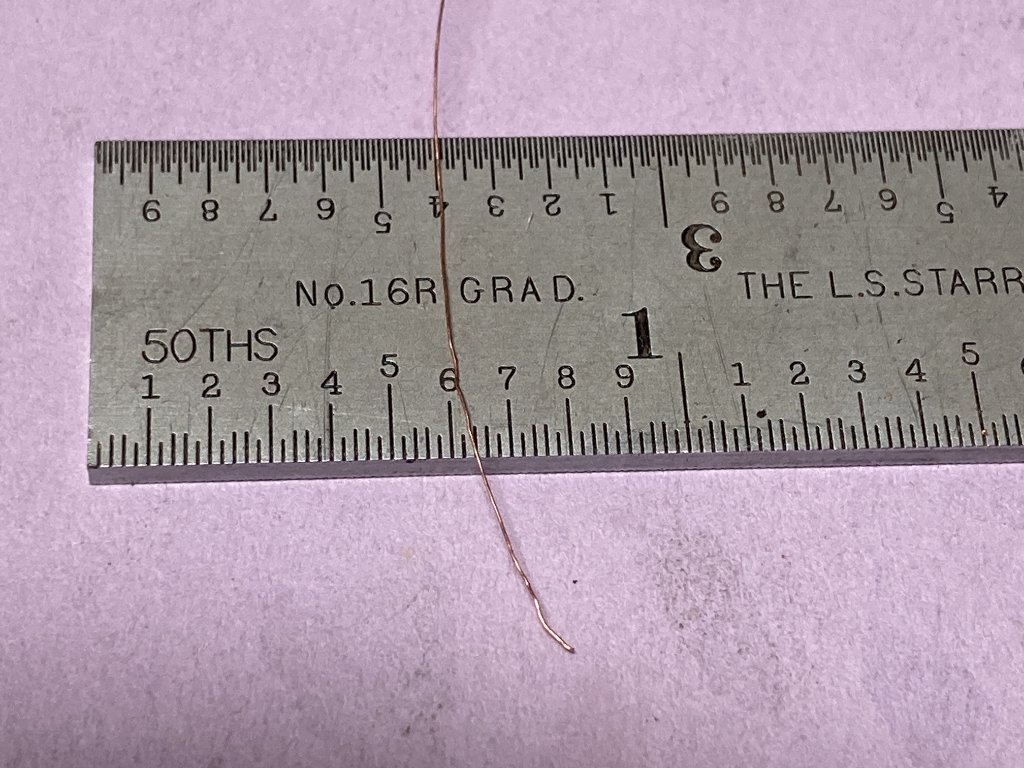 9 8 7 6 5 4 3 2 1 9 8 7 6 5 4
3
No.16R GRAD. THE L.S.STARR
50THS
1
1 2 3 4 5 6 7 8 9 1 2 3 4 5